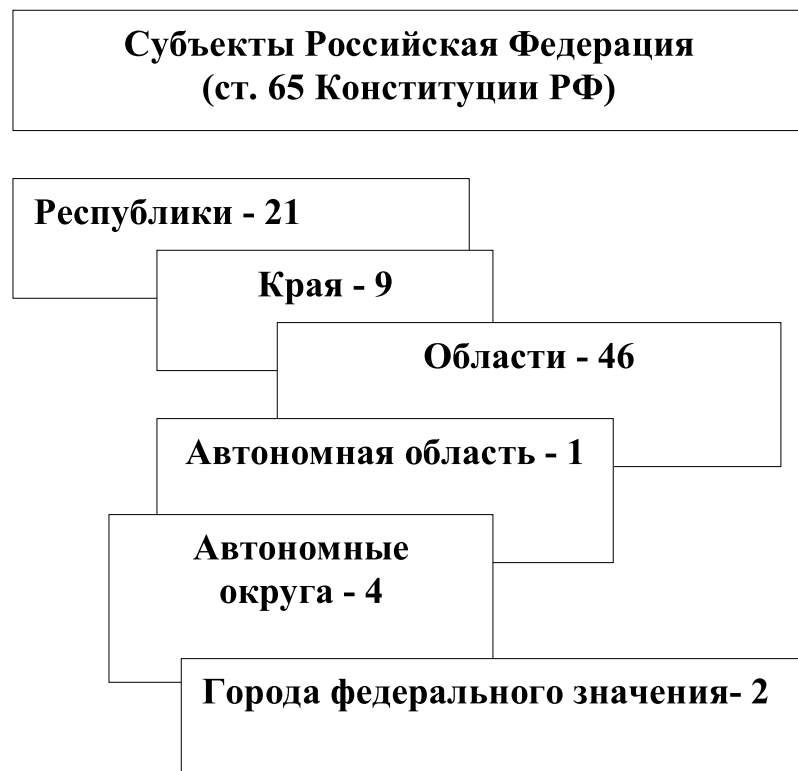 Субъекты Российская Федерация
(ст. 65 Конституции РФ)
Республики - 21
Края - 9
Области - 46
Автономная область - 1
Автономные
округа - 4
Города федерального значения- 2